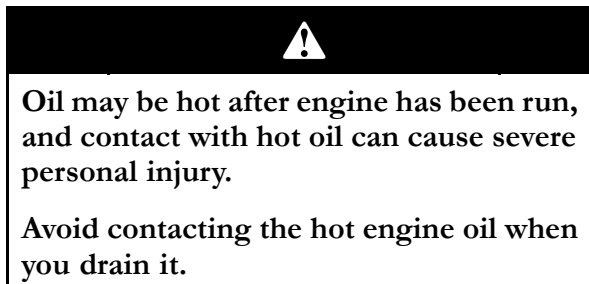 Oil may be hot after engine has been run,
and contact with hot oil can cause severe
personal injury.
Avoid contacting the hot engine oil when
you drain it.